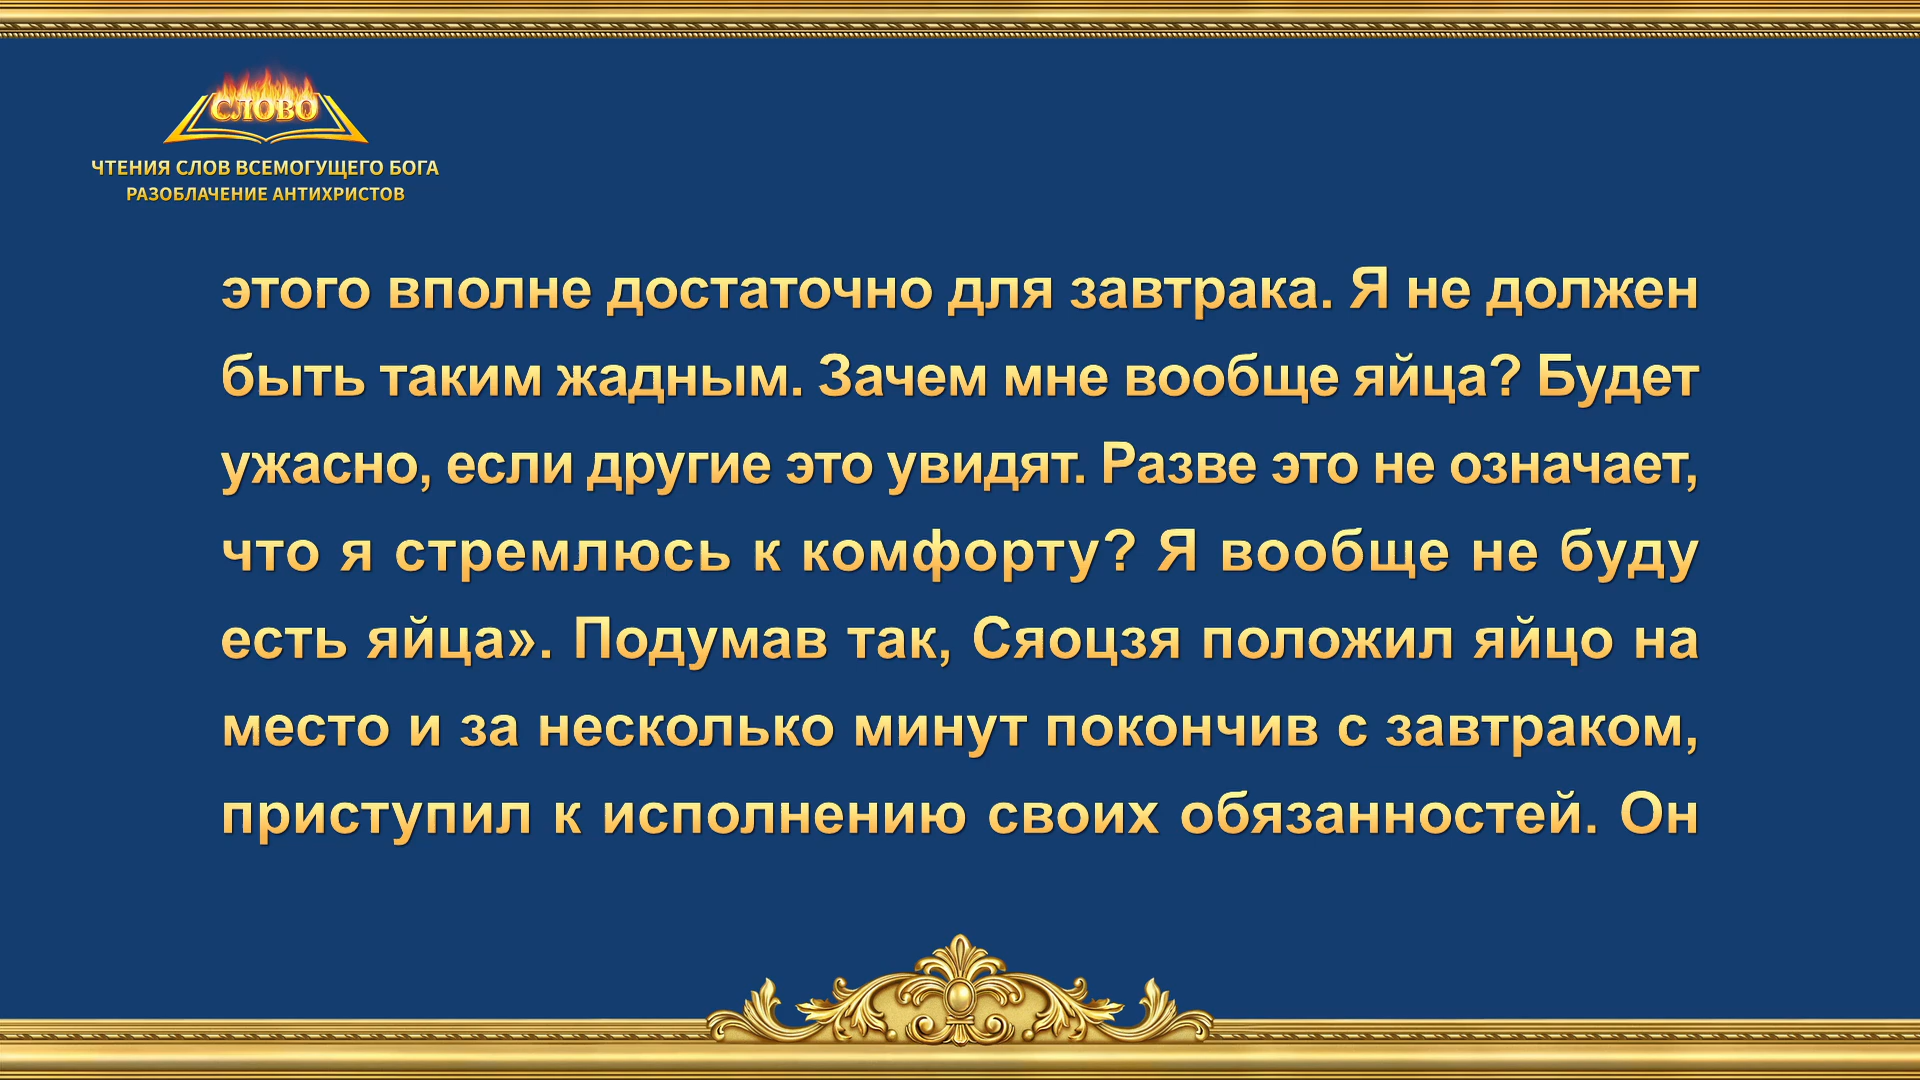 СЛОВО
ЧТЕНИЯ СЛОВ ВСЕМОГУЩЕГО БОГА
РАЗОБЛАЧЕНИЕ АНТИХРИСТОВ
этого вполне достаточно для завтрака. Я не должен
быть таким жадным. Зачем мне вообще яйца? Будет
ужасно, если другие это увидят. Разве это не означает,
что я стремлюсь к комфорту? Я вообще не буду
есть яйца». Подумав так, Сяоцзя положил яйцо на
место и за несколько минут покончив с завтраком,
приступил к исполнению своих обязанностей. Он